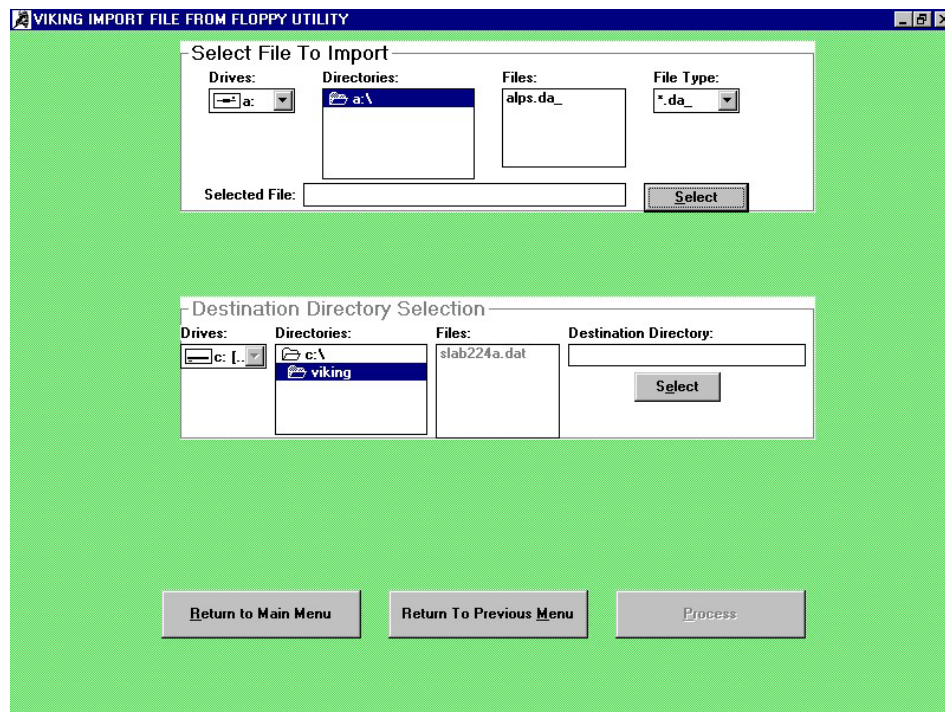 VIKING IMPORT FILE FROM FLOPPY UTILITY
Select File To Import
Drives: Directories: Files: File Type:
a: a:\ alps.da_ *.da_
Selected File: Select
Destination Directory Selection
Drives: Directories: Files: Destination Directory:
c: [.. c:\ slab224a.dat
viking
Select
Return to Main Menu Return To Previous Menu Process